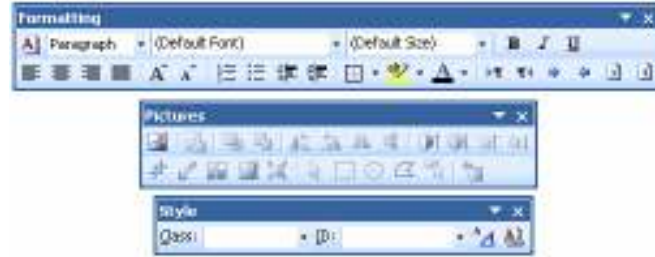 Formatting
Paragraph (Default Font) (Default Size) B I U
Pictures
Style
Class: ID: